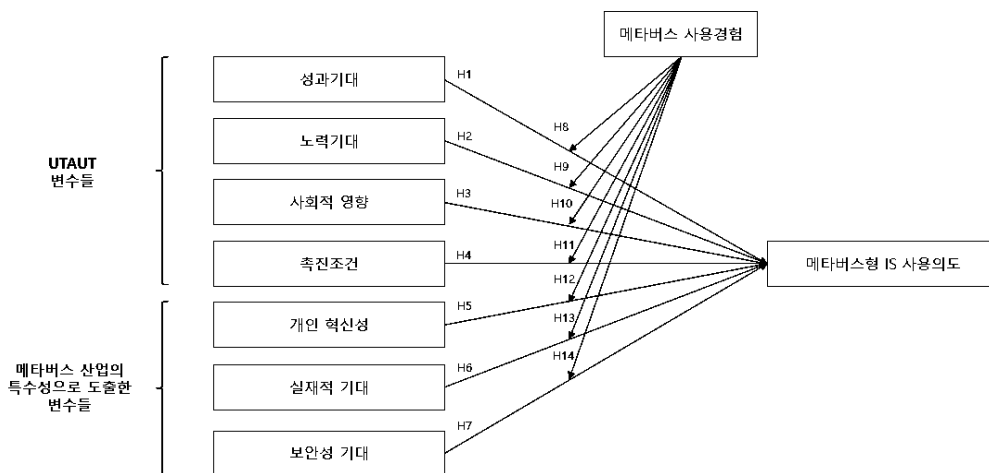 메타버스 사용경험
성과기대
H1
H8
노력기대
H2
H9
UTAUT
변수들
사회적 영향
H3
H10
촉진조건
H4
H11
메타버스형 IS 사용의도
H12
개인 혁신성
H5
H13
메타버스 산업의
특수성으로 도출한
변수들
실재적 기대
H6
H14
보안성 기대
H7